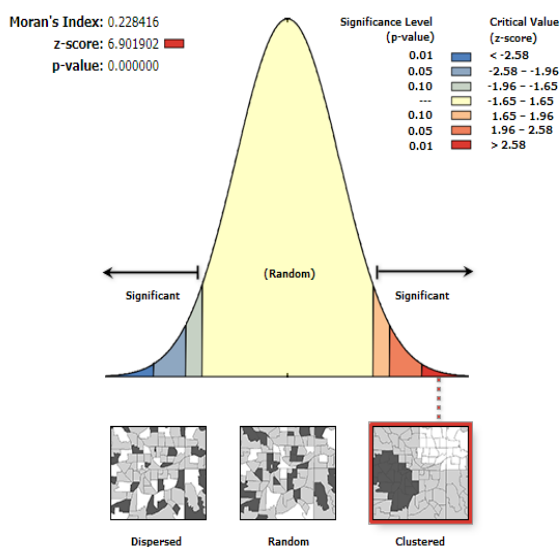 Moran's Index: 0.228416
z-score: 6.901902
p-value: 0.000000
Significance Level
(p-value)
Critical Value
(z-score)
0.01 < -2.58
0.05 -2.58 – -1.96
0.10 -1.96 – -1.65
--- -1.65 – 1.65
0.10 1.65 – 1.96
0.05 1.96 – 2.58
0.01 > 2.58
Significant
(Random)
Significant
Dispersed
Random
Clustered